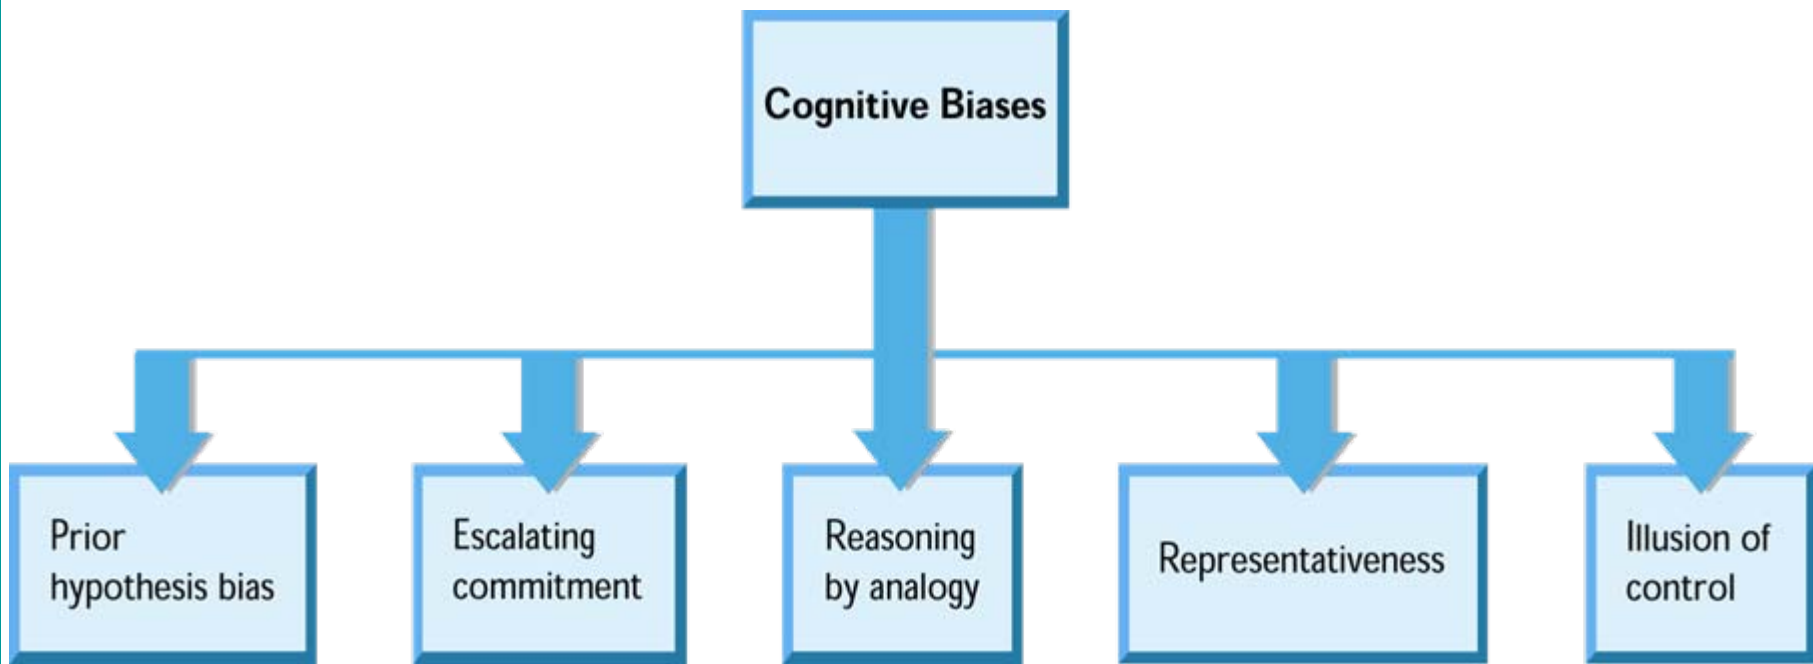 Cognitive Biases
Prior
hypothesis bias
Escalating
commitment
Reasoning
by analogy
Representativeness
Illusion of
control